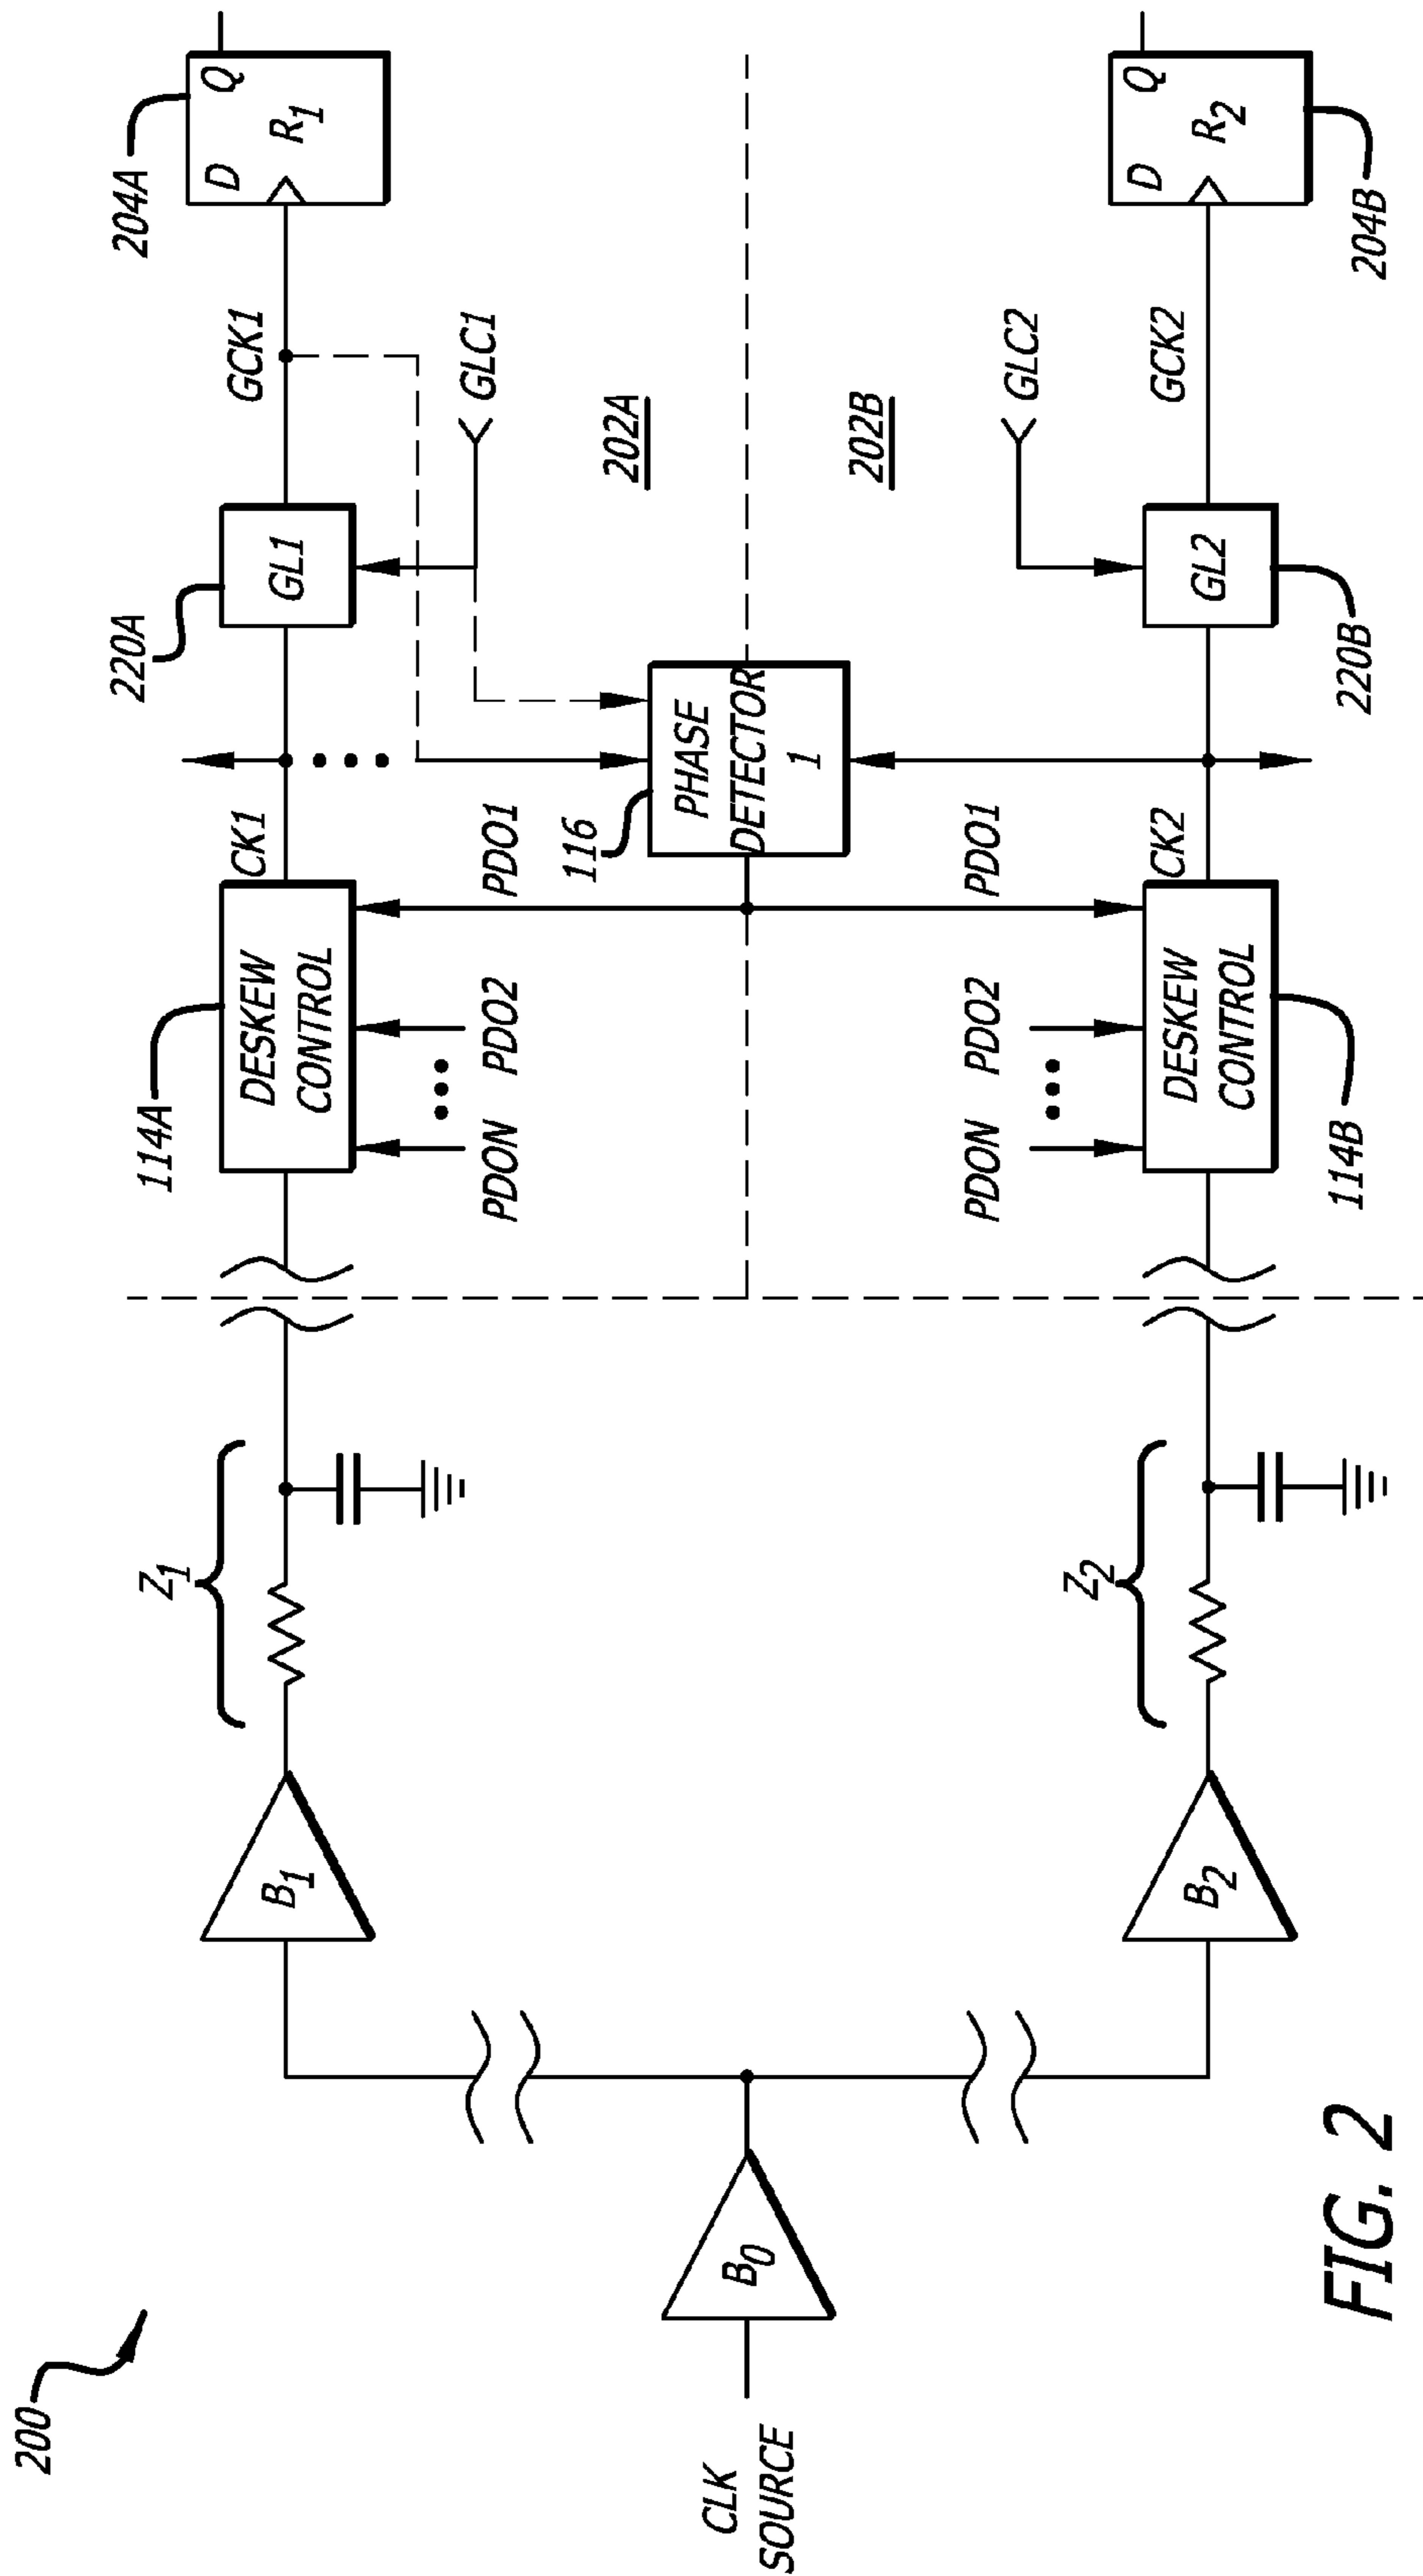 200
CLK
SOURCE
B0
B1
Z1
114A
DESKEW
CONTROL
CK1
220A
GL1
GCK1
204A
D
Q
R1
PDON
PDO2
PDO1
GLC1
116
PHASE
DETECTOR
1
202A
202B
PDON
PDO2
PDO1
GLC2
B2
Z2
DESKEW
CONTROL
CK2
GL2
GCK2
D
Q
R2
114B
220B
204B
FIG. 2